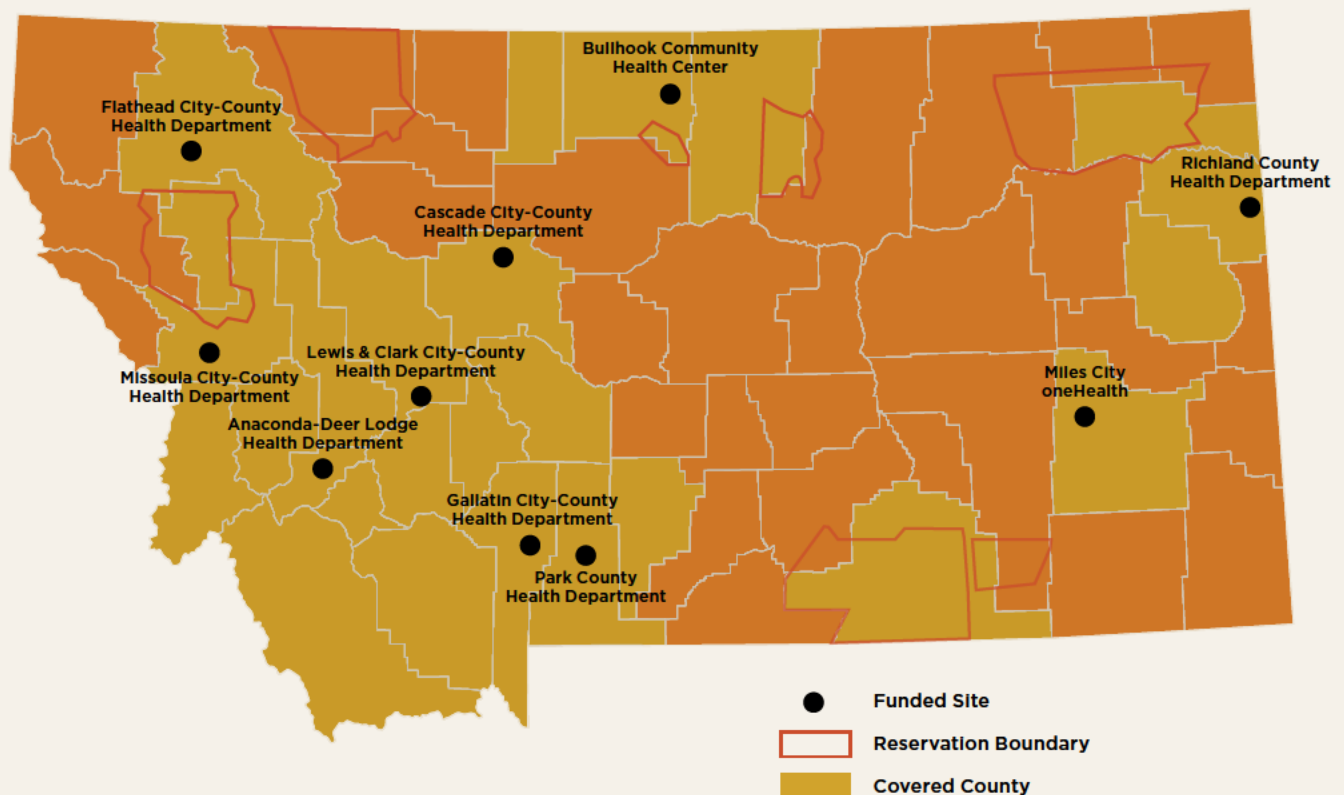 Bullhook Community
Health Center
Flathead City-County
Health Department
Richland County
Health Department
Cascade City-County
Health Department
Lewis & Clark City-County
Health Department
Missoula City-County
Health Department
Miles City
oneHealth
Anaconda-Deer Lodge
Health Department
Gallatin City-County
Health Department
Park County
Health Department
Funded Site
Reservation Boundary
Covered County